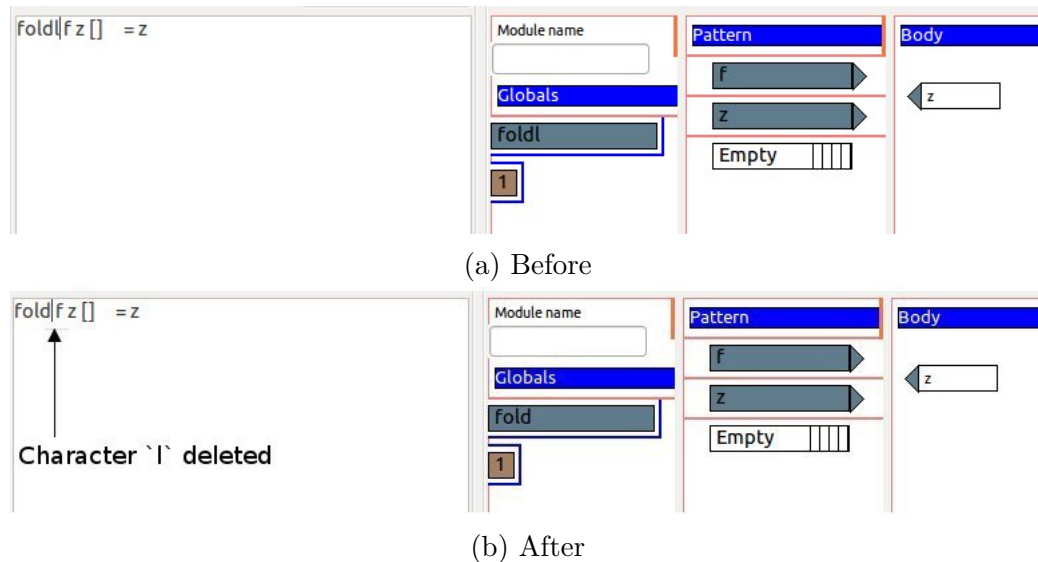 foldl f z [] = z
Module name
Globals
foldl
1
Pattern
f
z
Empty
Body
z
(a) Before
fold f z [] = z
Character `l` deleted
Module name
Globals
fold
1
Pattern
f
z
Empty
Body
z
(b) After